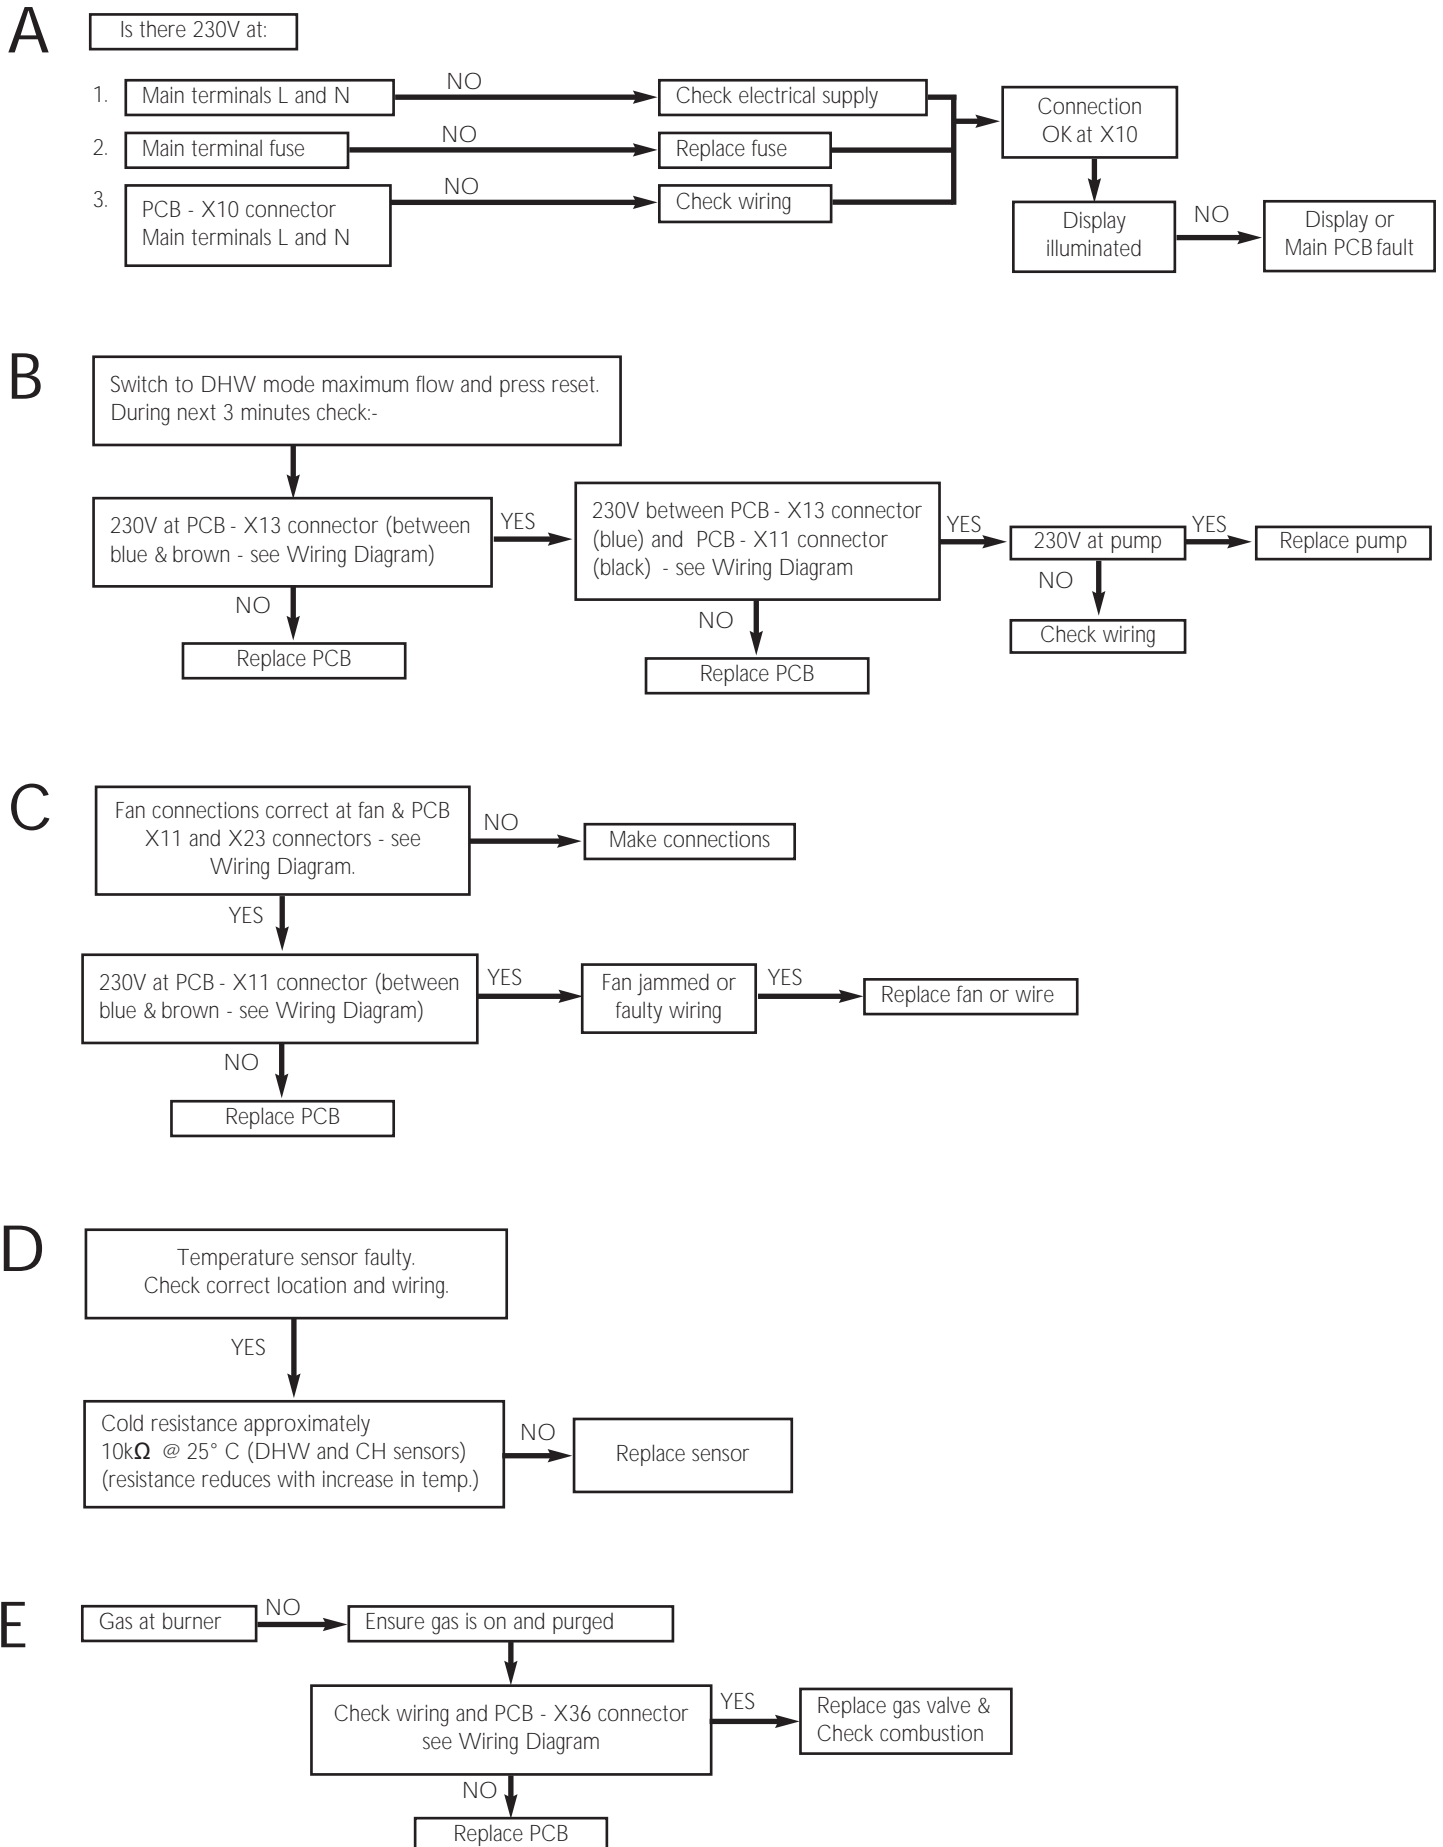 A
Is there 230V at:
1.
Main terminals L and N
NO
Check electrical supply
2.
Main terminal fuse
NO
Replace fuse
3.
PCB - X10 connector
Main terminals L and N
NO
Check wiring
Connection
OK at X10
Display
illuminated
NO
Display or
Main PCB fault
B
Switch to DHW mode maximum flow and press reset.
During next 3 minutes check:-
230V at PCB - X13 connector (between
blue & brown - see Wiring Diagram)
YES
230V between PCB - X13 connector
(blue) and PCB - X11 connector
(black) - see Wiring Diagram
YES
230V at pump
YES
Replace pump
NO
Check wiring
NO
Replace PCB
NO
Replace PCB
C
Fan connections correct at fan & PCB
X11 and X23 connectors - see
Wiring Diagram.
NO
Make connections
YES
230V at PCB - X11 connector (between
blue & brown - see Wiring Diagram)
YES
Fan jammed or
faulty wiring
YES
Replace fan or wire
NO
Replace PCB
D
Temperature sensor faulty.
Check correct location and wiring.
YES
Cold resistance approximately
10kΩ @ 25° C (DHW and CH sensors)
(resistance reduces with increase in temp.)
NO
Replace sensor
E
Gas at burner
NO
Ensure gas is on and purged
Check wiring and PCB - X36 connector
see Wiring Diagram
YES
Replace gas valve &
Check combustion
NO
Replace PCB